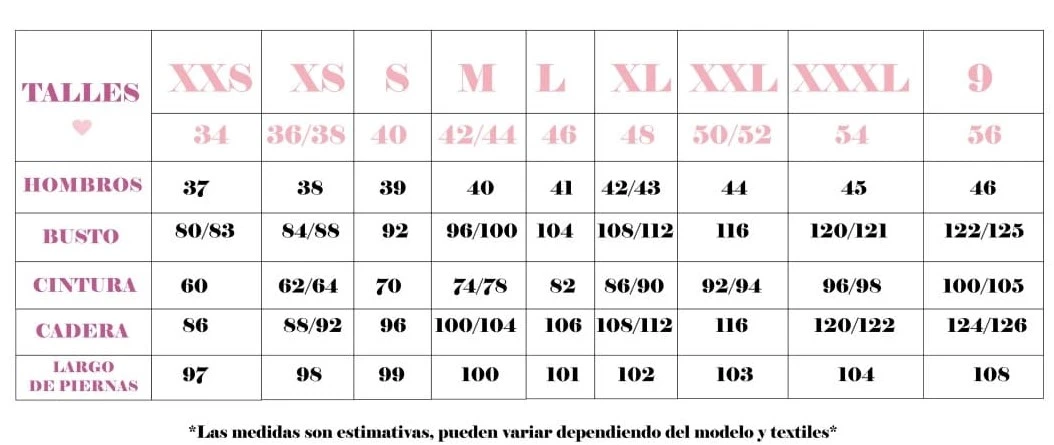 TALLES XXS XS S M L XL XXL XXXL 9
34 36/38 40 42/44 46 48 50/52 54 56
HOMBROS 37 38 39 40 41 42/43 44 45 46
BUSTO 80/83 84/88 92 96/100 104 108/112 116 120/121 122/125
CINTURA 60 62/64 70 74/78 82 86/90 92/94 96/98 100/105
CADERA 86 88/92 96 100/104 106 108/112 116 120/122 124/126
LARGO
DE PIERNAS 97 98 99 100 101 102 103 104 108
*Las medidas son estimativas, pueden variar dependiendo del modelo y textiles*